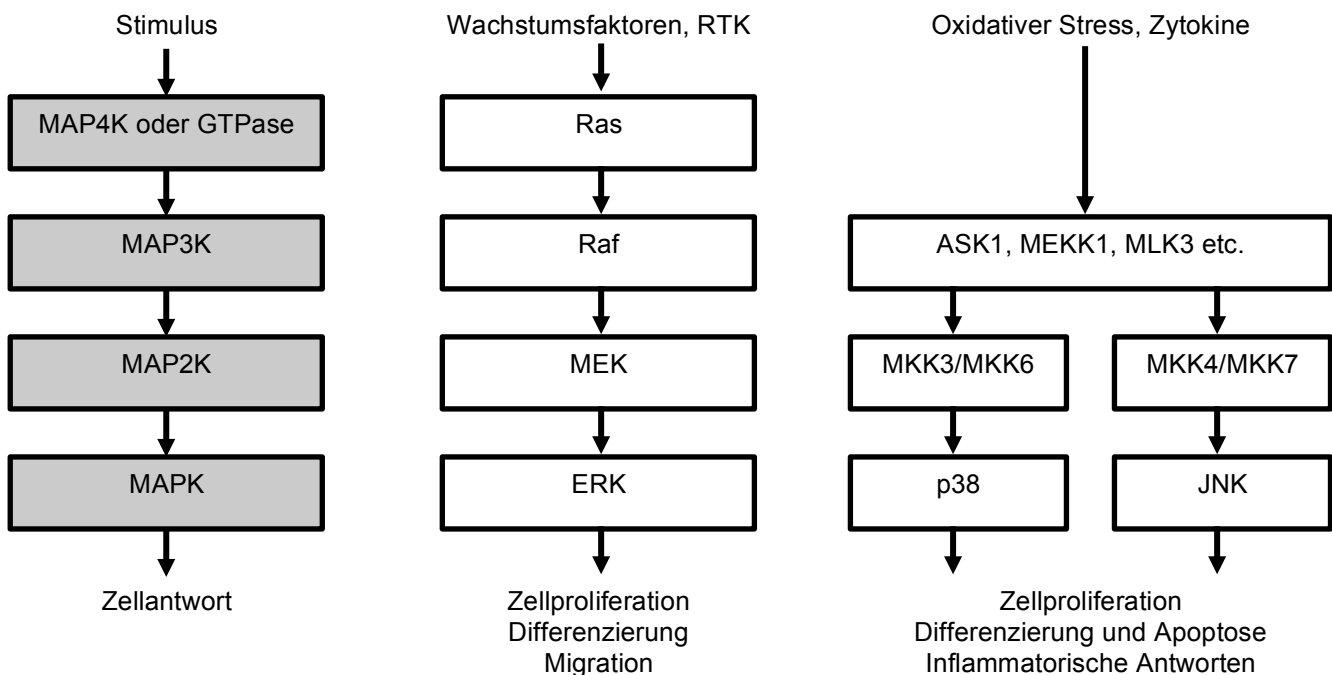 Stimulus
MAP4K oder GTPase
MAP3K
MAP2K
MAPK
Zellantwort
Wachstumsfaktoren, RTK
Ras
Raf
MEK
ERK
Zellproliferation
Differenzierung
Migration
Oxidativer Stress, Zytokine
ASK1, MEKK1, MLK3 etc.
MKK3/MKK6
MKK4/MKK7
p38
JNK
Zellproliferation
Differenzierung und Apoptose
Inflammatorische Antworten